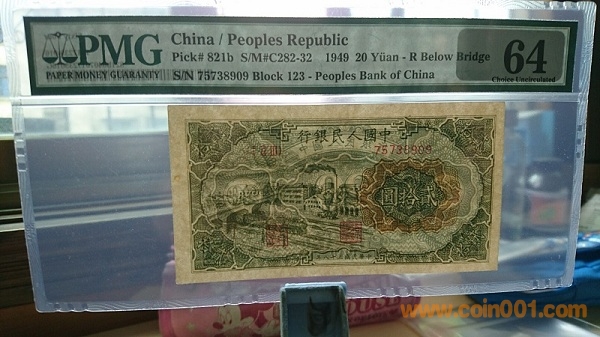 PMG
PAPER MONEY GUARANTY
China / Peoples Republic
Pick# 821b S/M#C282-32 1949 20 Yüan - R Below Bridge
S/N 75738909 Block 123 - Peoples Bank of China
64
Choice Uncirculated
行銀民人國中
75738909
圓拾貳
www.coin001.com